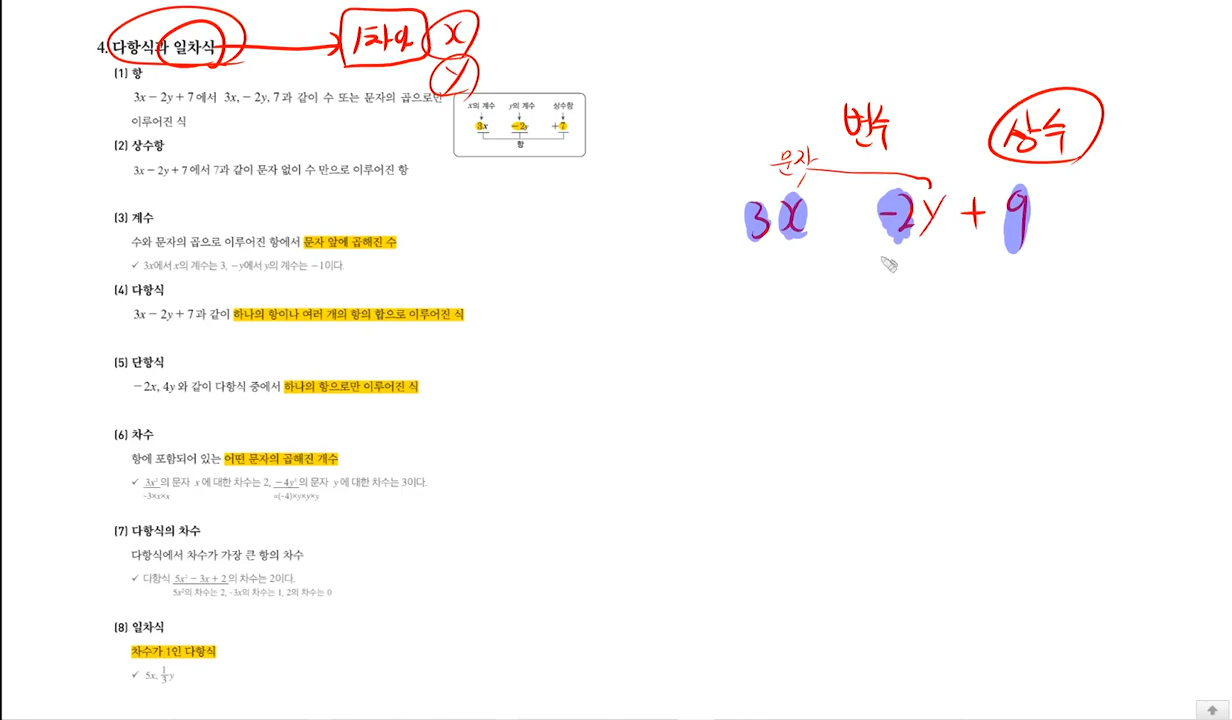 4. 다항식과 일차식
1차식 x
y
(1) 항
3x − 2y + 7 에서 3x, − 2y, 7 과 같이 수 또는 문자의 곱으로만
이루어진 식
x의 계수 y의 계수 상수항
3x −2y +7
항
(2) 상수항
3x − 2y + 7 에서 7과 같이 문자 없이 수 만으로 이루어진 항
(3) 계수
수와 문자의 곱으로 이루어진 항에서 문자 앞에 곱해진 수
✓ 3x에서 x의 계수는 3, −y에서 y의 계수는 −1이다.
(4) 다항식
3x − 2y + 7 과 같이 하나의 항이나 여러 개의 항의 합으로 이루어진 식
(5) 단항식
− 2x, 4y 와 같이 다항식 중에서 하나의 항으로만 이루어진 식
(6) 차수
항에 포함되어 있는 어떤 문자의 곱해진 개수
✓ 3x² 의 문자 x 에 대한 차수는 2, −4y³ 의 문자 y 에 대한 차수는 3이다.
-3×x×x =(-4)×y×y×y
(7) 다항식의 차수
다항식에서 차수가 가장 큰 항의 차수
✓ 다항식 5x² − 3x + 2 의 차수는 2이다.
5x²의 차수는 2, -3x의 차수는 1, 2의 차수는 0
(8) 일차식
차수가 1인 다항식
✓ 5x, 1/3 y
변수 상수
문자
3x −2y + 9